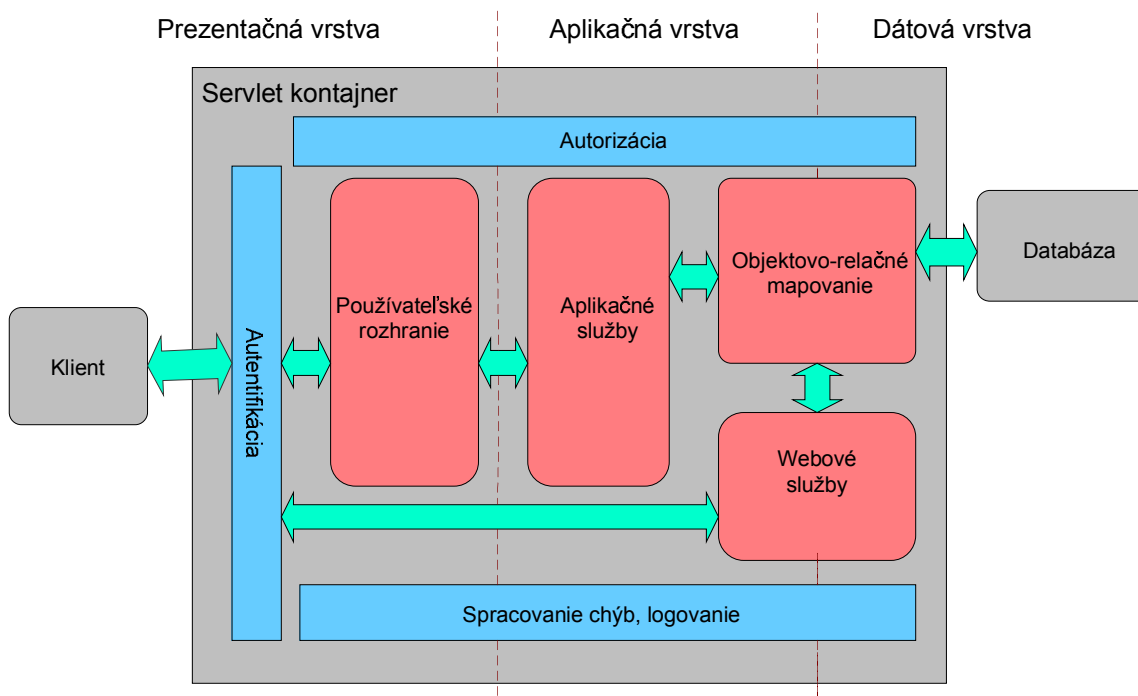 Prezentačná vrstva
Aplikačná vrstva
Dátová vrstva
Servlet kontajner
Autorizácia
Klient
Autentifikácia
Používateľské
rozhranie
Aplikačné
služby
Objektovo-relačné
mapovanie
Databáza
Webové
služby
Spracovanie chýb, logovanie